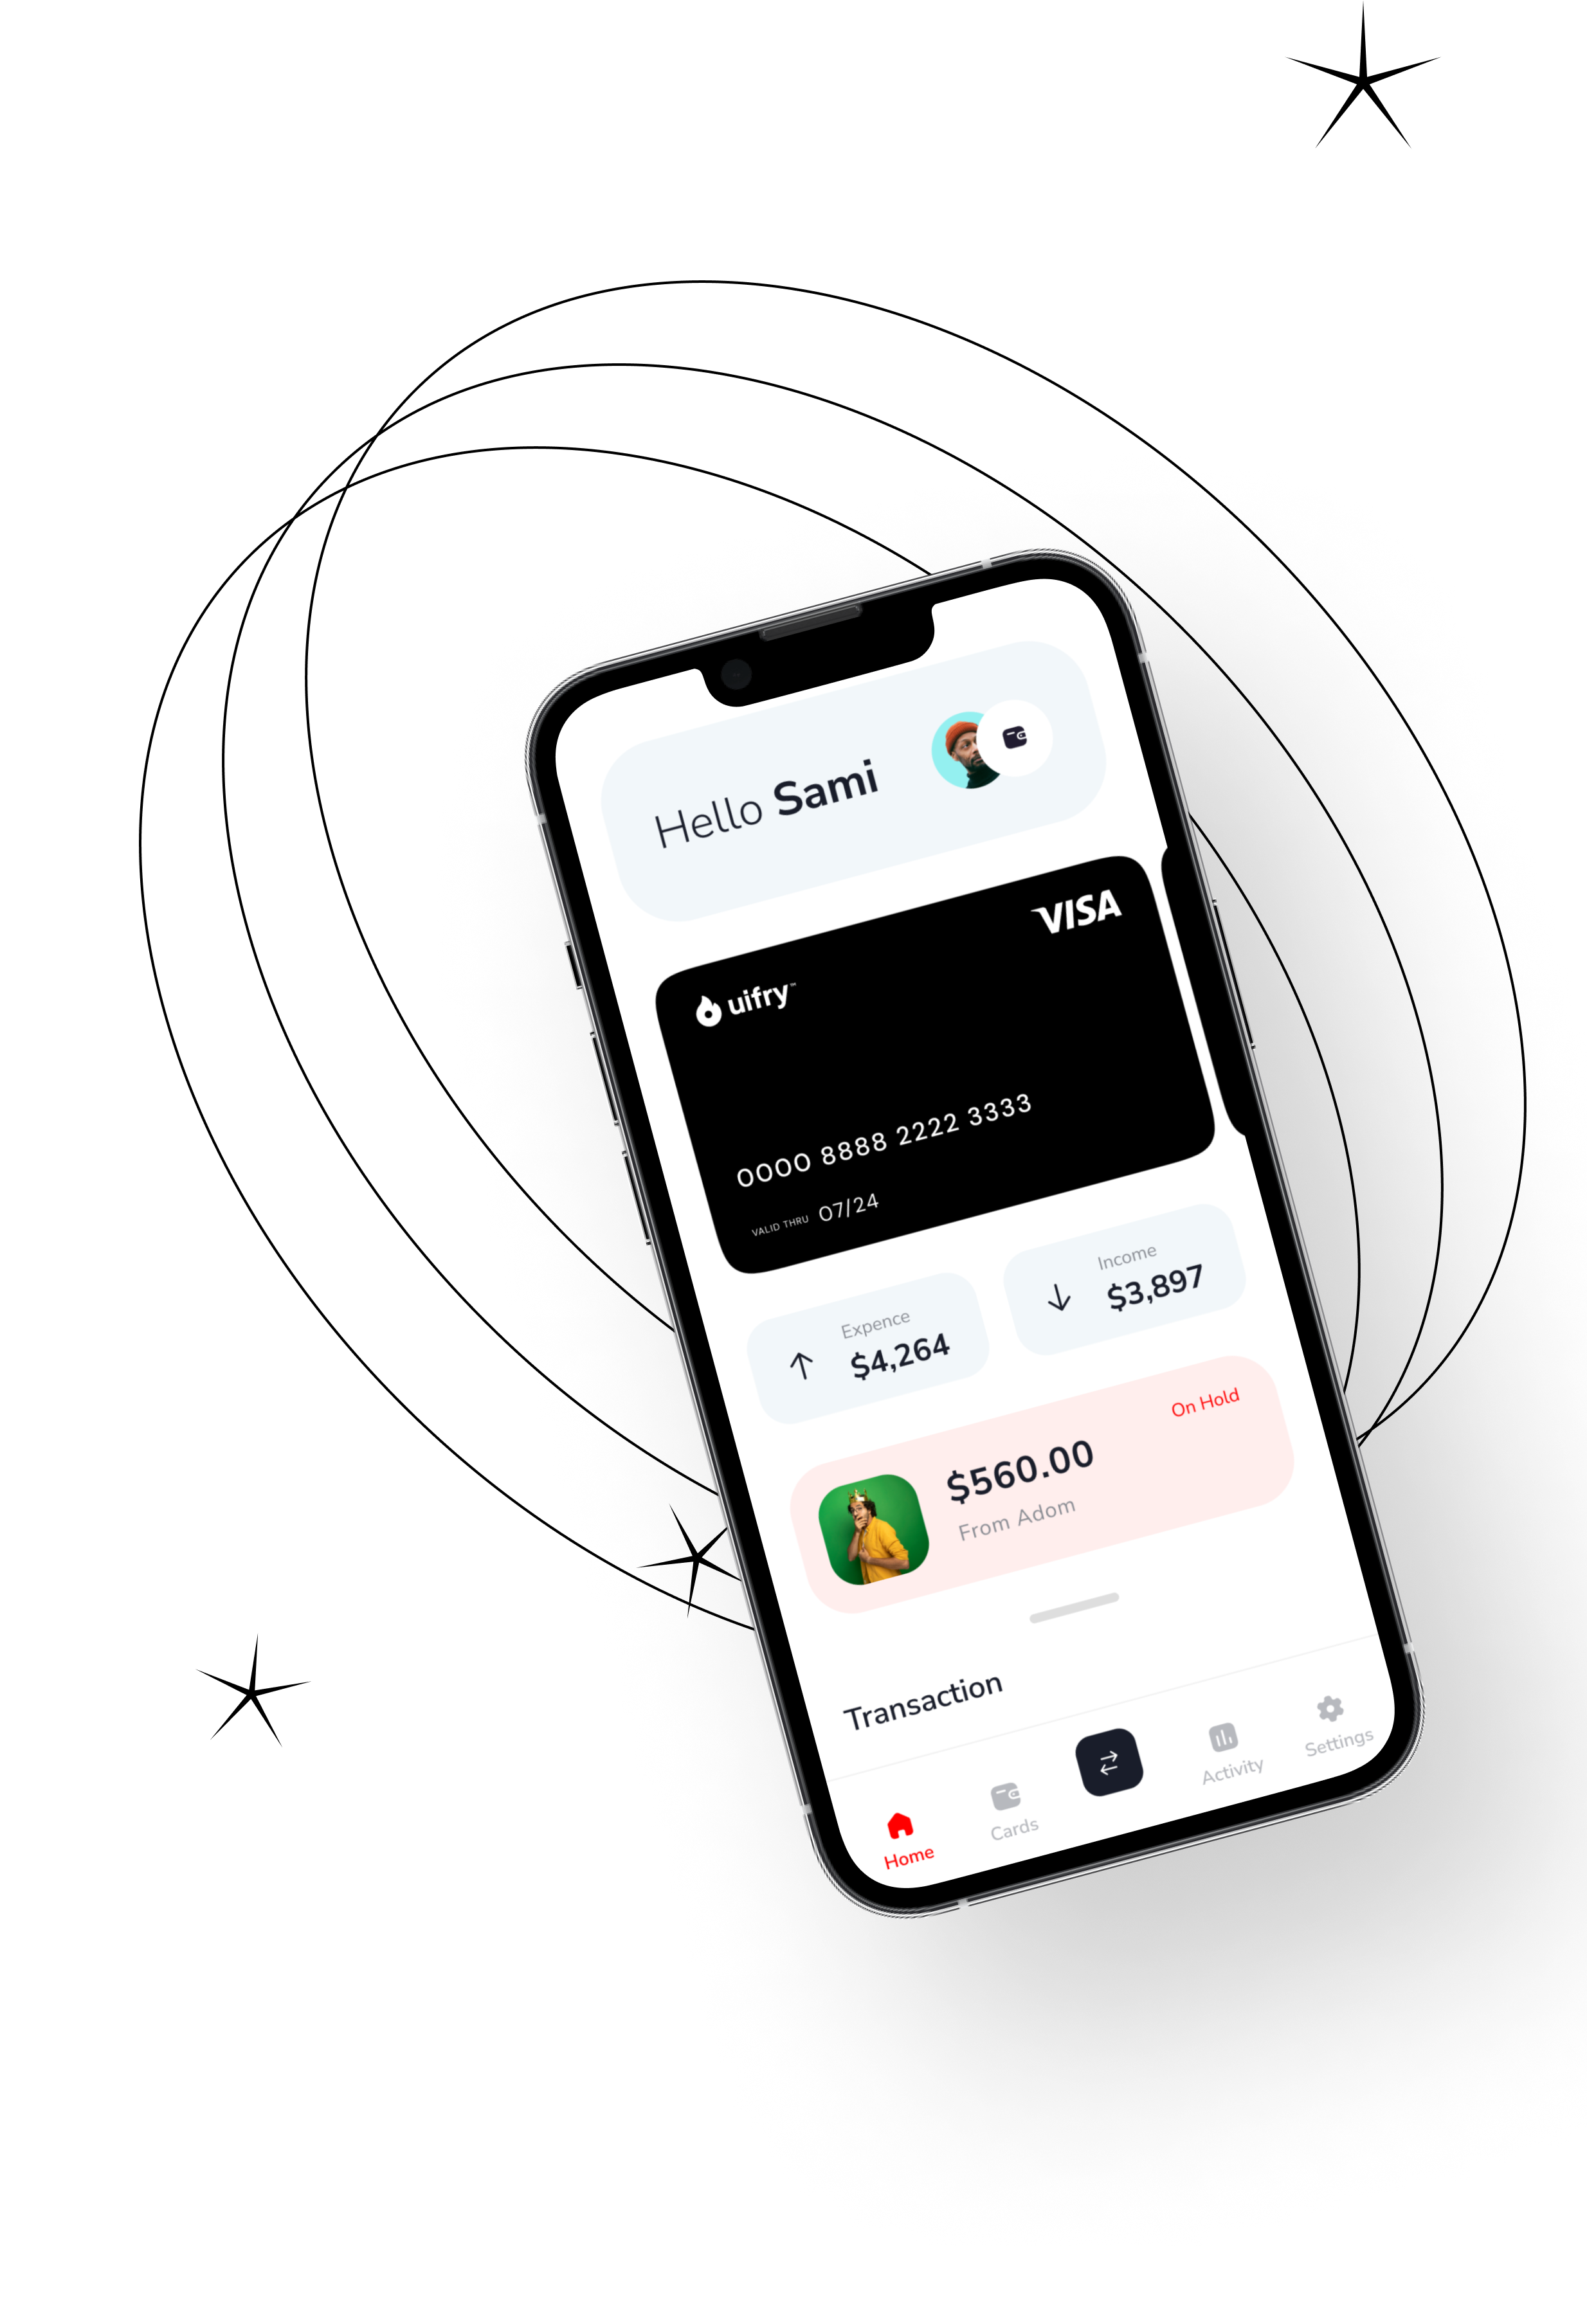 Hello Sami
VISA
uifry™
0000 8888 2222 3333
VALID THRU 07/24
Expence
$4,264
Income
$3,897
On Hold
$560.00
From Adom
Transaction
Home
Cards
Activity
Settings